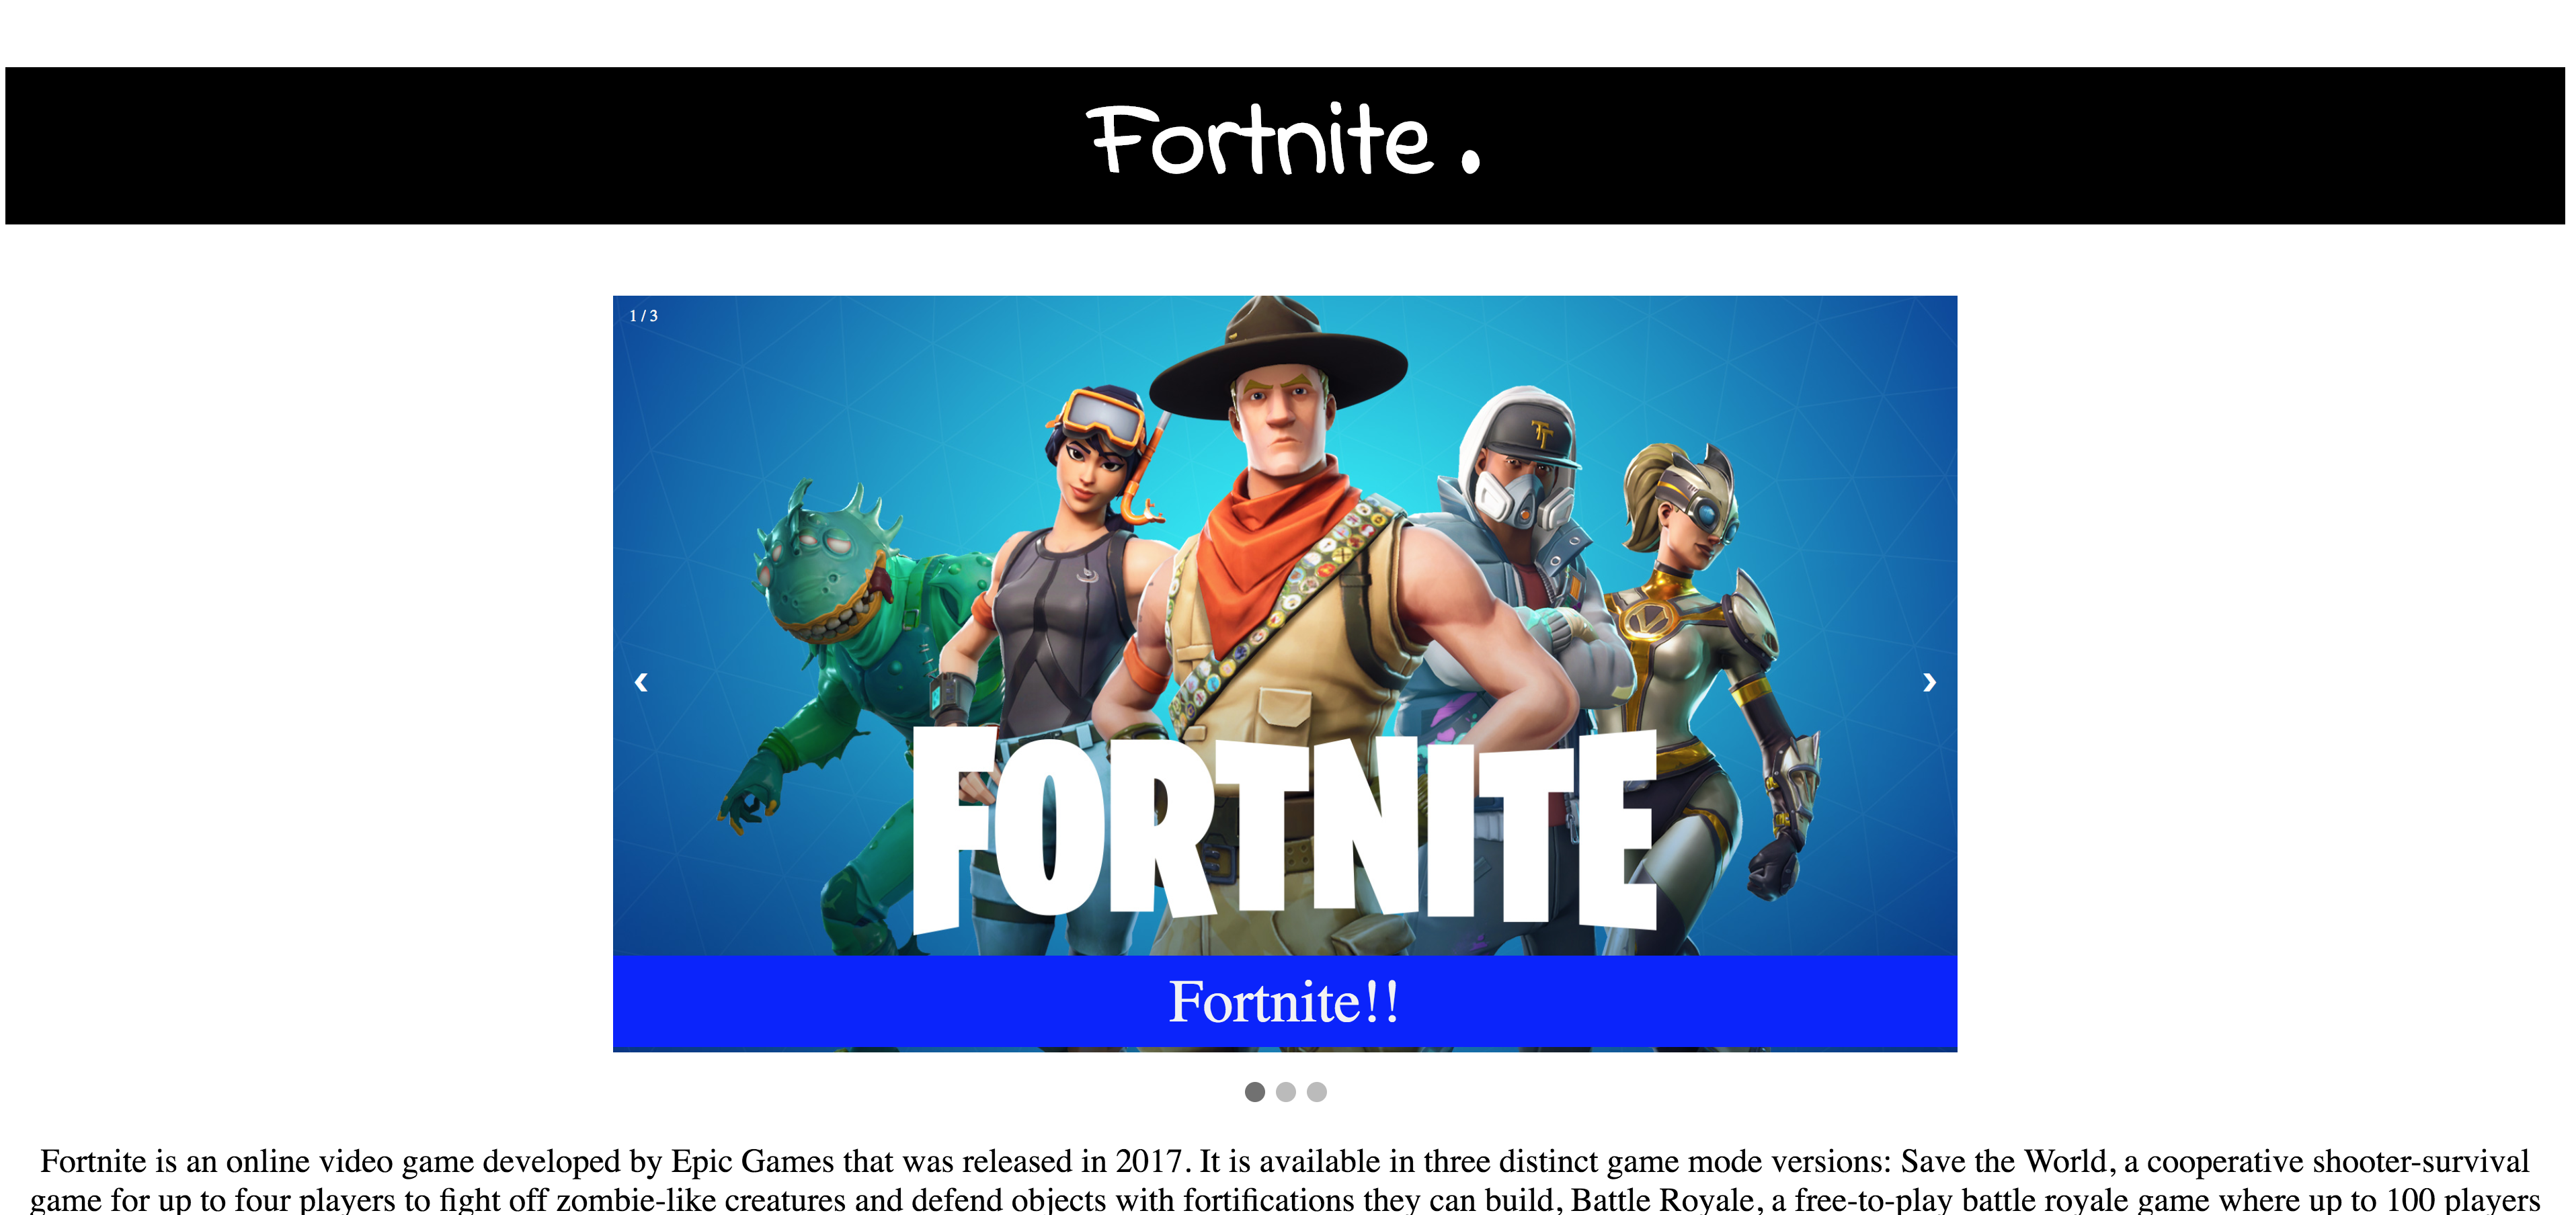 Fortnite .
1 / 3
TT
‹ ›
FORTNITE
Fortnite!!
Fortnite is an online video game developed by Epic Games that was released in 2017. It is available in three distinct game mode versions: Save the World, a cooperative shooter-survival
game for up to four players to fight off zombie-like creatures and defend objects with fortifications they can build, Battle Royale, a free-to-play battle royale game where up to 100 players